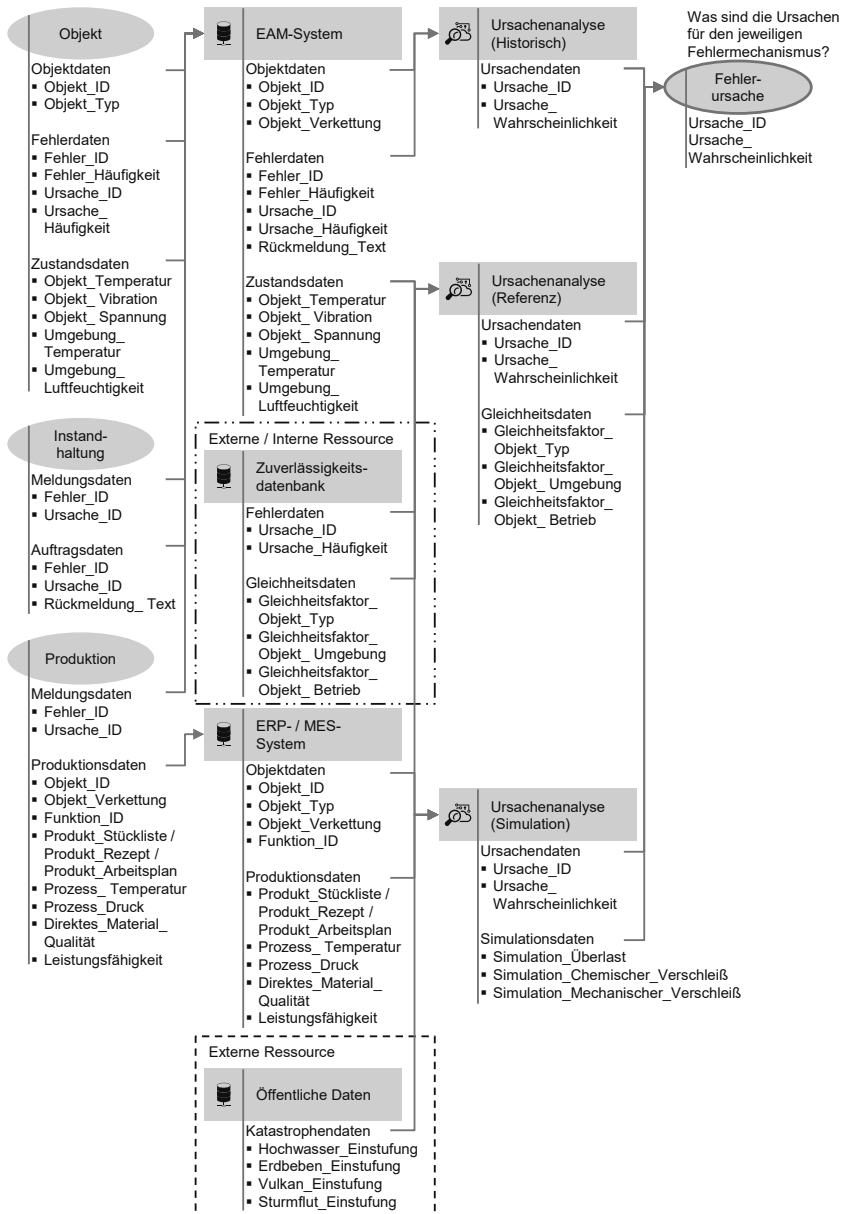 Objekt
Objektdaten
▪ Objekt_ID
▪ Objekt_Typ
Fehlerdaten
▪ Fehler_ID
▪ Fehler_Häufigkeit
▪ Ursache_ID
▪ Ursache_
Häufigkeit
Zustandsdaten
▪ Objekt_Temperatur
▪ Objekt_ Vibration
▪ Objekt_ Spannung
▪ Umgebung_
Temperatur
▪ Umgebung_
Luftfeuchtigkeit
Instand-
haltung
Meldungsdaten
▪ Fehler_ID
▪ Ursache_ID
Auftragsdaten
▪ Fehler_ID
▪ Ursache_ID
▪ Rückmeldung_ Text
Produktion
Meldungsdaten
▪ Fehler_ID
▪ Ursache_ID
Produktionsdaten
▪ Objekt_ID
▪ Objekt_Verkettung
▪ Funktion_ID
▪ Produkt_Stückliste /
Produkt_Rezept /
Produkt_Arbeitsplan
▪ Prozess_ Temperatur
▪ Prozess_Druck
▪ Direktes_Material_
Qualität
▪ Leistungsfähigkeit
EAM-System
Objektdaten
▪ Objekt_ID
▪ Objekt_Typ
▪ Objekt_Verkettung
Fehlerdaten
▪ Fehler_ID
▪ Fehler_Häufigkeit
▪ Ursache_ID
▪ Ursache_Häufigkeit
▪ Rückmeldung_Text
Zustandsdaten
▪ Objekt_Temperatur
▪ Objekt_ Vibration
▪ Objekt_ Spannung
▪ Umgebung_
Temperatur
▪ Umgebung_
Luftfeuchtigkeit
Externe / Interne Ressource
Zuverlässigkeits-
datenbank
Fehlerdaten
▪ Ursache_ID
▪ Ursache_Häufigkeit
Gleichheitsdaten
▪ Gleichheitsfaktor_
Objekt_Typ
▪ Gleichheitsfaktor_
Objekt_ Umgebung
▪ Gleichheitsfaktor_
Objekt_ Betrieb
ERP- / MES-
System
Objektdaten
▪ Objekt_ID
▪ Objekt_Typ
▪ Objekt_Verkettung
▪ Funktion_ID
Produktionsdaten
▪ Produkt_Stückliste /
Produkt_Rezept /
Produkt_Arbeitsplan
▪ Prozess_ Temperatur
▪ Prozess_Druck
▪ Direktes_Material_
Qualität
▪ Leistungsfähigkeit
Externe Ressource
Öffentliche Daten
Katastrophendaten
▪ Hochwasser_Einstufung
▪ Erdbeben_Einstufung
▪ Vulkan_Einstufung
▪ Sturmflut_Einstufung
Ursachenanalyse
(Historisch)
Ursachendaten
▪ Ursache_ID
▪ Ursache_
Wahrscheinlichkeit
Ursachenanalyse
(Referenz)
Ursachendaten
▪ Ursache_ID
▪ Ursache_
Wahrscheinlichkeit
Gleichheitsdaten
▪ Gleichheitsfaktor_
Objekt_Typ
▪ Gleichheitsfaktor_
Objekt_ Umgebung
▪ Gleichheitsfaktor_
Objekt_ Betrieb
Ursachenanalyse
(Simulation)
Ursachendaten
▪ Ursache_ID
▪ Ursache_
Wahrscheinlichkeit
Simulationsdaten
▪ Simulation_Überlast
▪ Simulation_Chemischer_Verschleiß
▪ Simulation_Mechanischer_Verschleiß
Was sind die Ursachen
für den jeweiligen
Fehlermechanismus?
Fehler-
ursache
Ursache_ID
Ursache_
Wahrscheinlichkeit